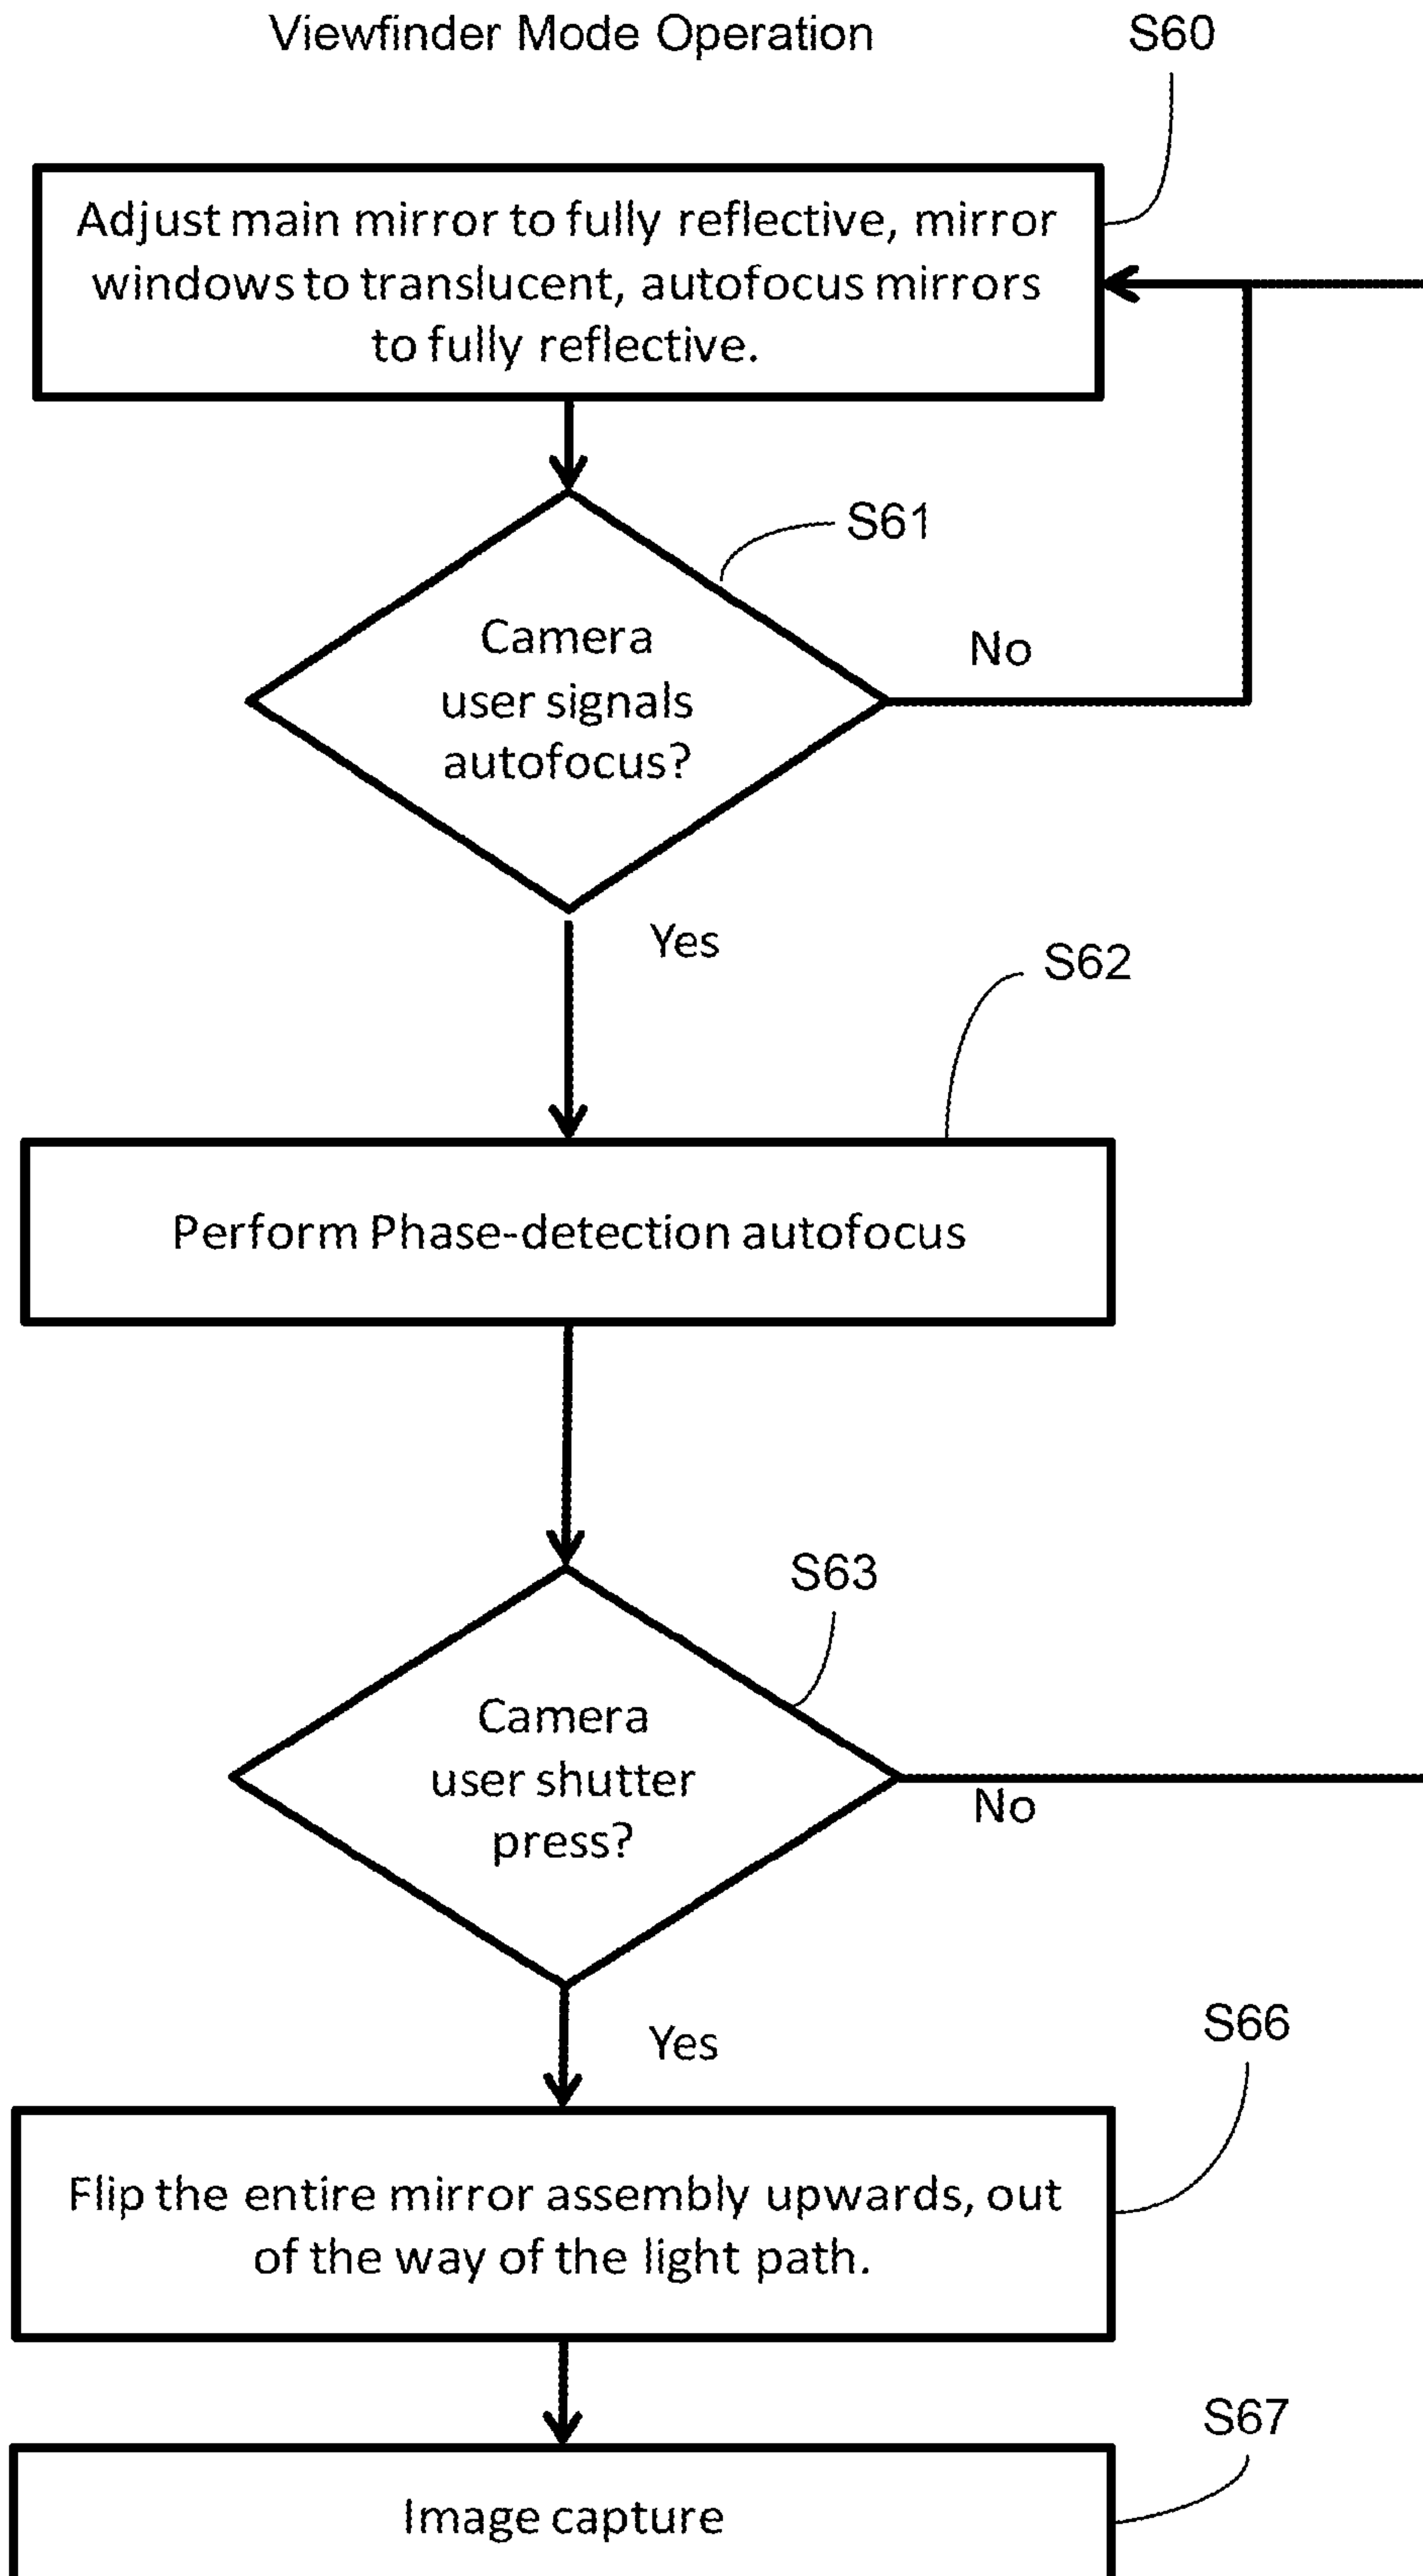 Viewfinder Mode Operation
S60
Adjust main mirror to fully reflective, mirror
windows to translucent, autofocus mirrors
to fully reflective.
S61
Camera
user signals
autofocus?
No
Yes
S62
Perform Phase-detection autofocus
S63
Camera
user shutter
press?
No
Yes
S66
Flip the entire mirror assembly upwards, out
of the way of the light path.
S67
Image capture